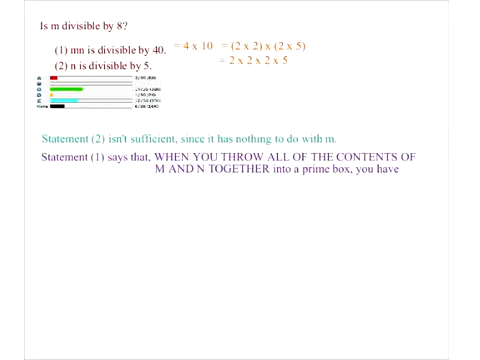 Is m divisible by 8?
(1) mn is divisible by 40. = 4 x 10 = (2 x 2) x (2 x 5)
= 2 x 2 x 2 x 5
(2) n is divisible by 5.
Statement (2) isn't sufficient, since it has nothing to do with m.
Statement (1) says that, WHEN YOU THROW ALL OF THE CONTENTS OF
M AND N TOGETHER into a prime box, you have